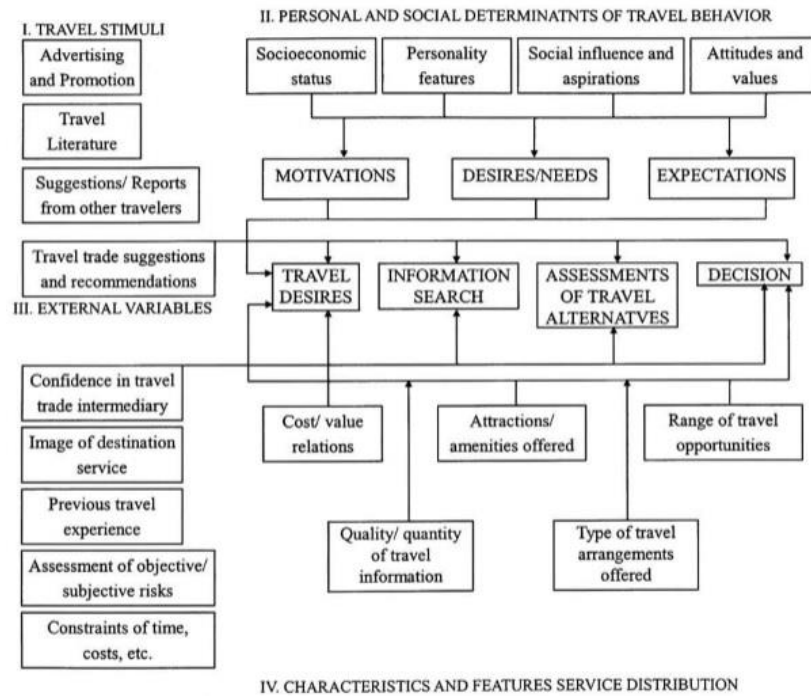 I. TRAVEL STIMULI
Advertising
and Promotion
Travel
Literature
Suggestions/ Reports
from other travelers
Travel trade suggestions
and recommendations
II. PERSONAL AND SOCIAL DETERMINATNTS OF TRAVEL BEHAVIOR
Socioeconomic
status
Personality
features
Social influence and
aspirations
Attitudes and
values
MOTIVATIONS
DESIRES/NEEDS
EXPECTATIONS
TRAVEL
DESIRES
INFORMATION
SEARCH
ASSESSMENTS
OF TRAVEL
ALTERNATVES
DECISION
III. EXTERNAL VARIABLES
Confidence in travel
trade intermediary
Image of destination
service
Previous travel
experience
Assessment of objective/
subjective risks
Constraints of time,
costs, etc.
Cost/ value
relations
Attractions/
amenities offered
Range of travel
opportunities
Quality/ quantity
of travel
information
Type of travel
arrangements
offered
IV. CHARACTERISTICS AND FEATURES SERVICE DISTRIBUTION